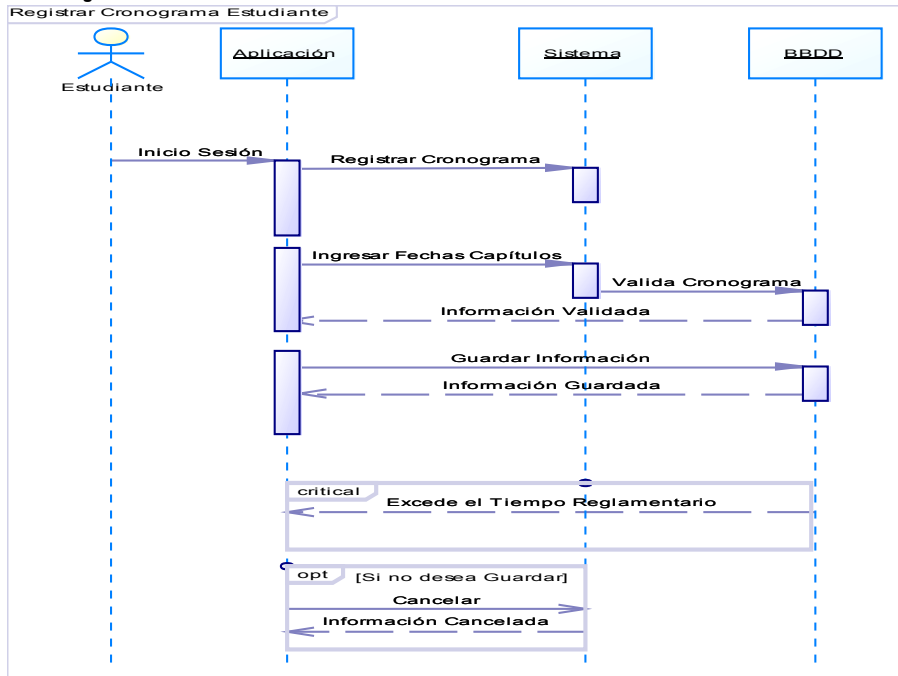 Registrar Cronograma Estudiante
Estudiante
Aplicación
Sistema
BBDD
Inicio Sesión
Registrar Cronograma
Ingresar Fechas Capítulos
Valida Cronograma
Información Validada
Guardar Información
Información Guardada
critical
Excede el Tiempo Reglamentario
opt
[Si no desea Guardar]
Cancelar
Información Cancelada